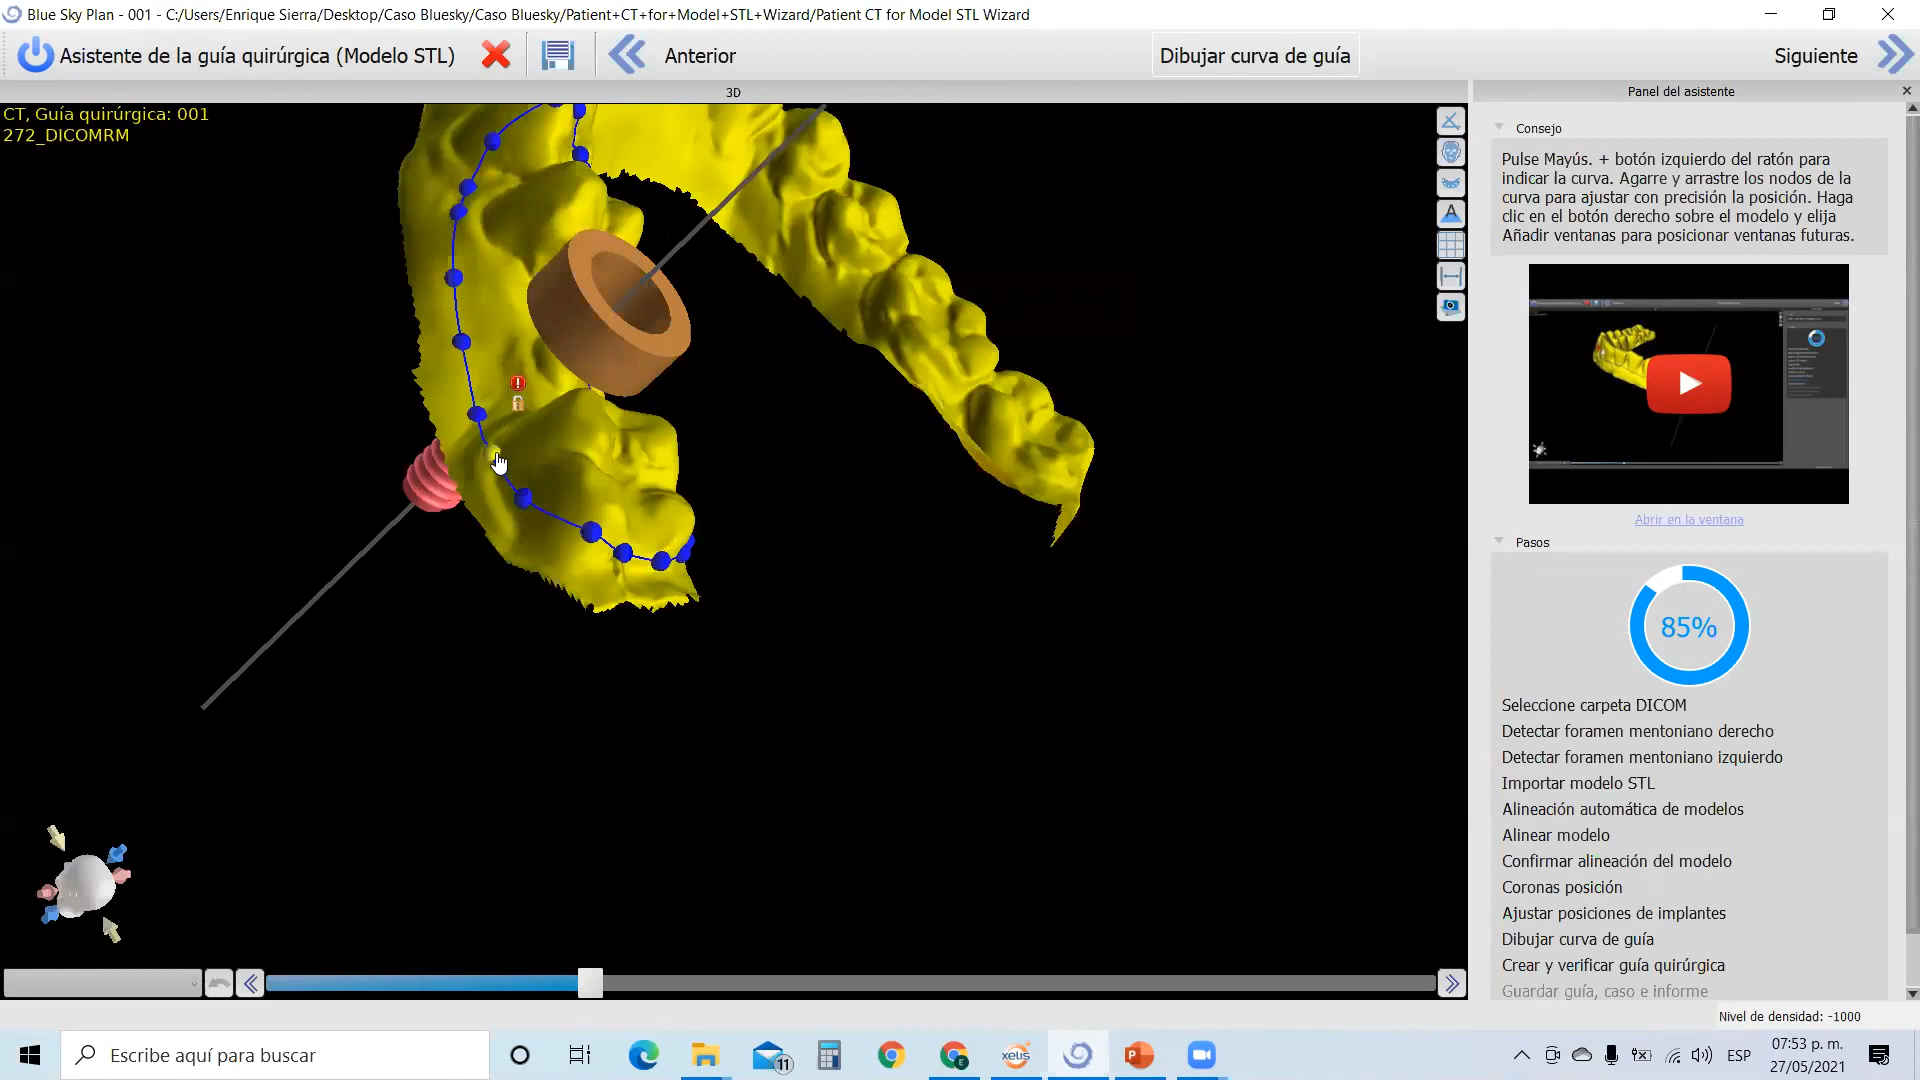 Blue Sky Plan - 001 - C:/Users/Enrique Sierra/Desktop/Caso Bluesky/Caso Bluesky/Patient+CT+for+Model+STL+Wizard/Patient CT for Model STL Wizard
Asistente de la guía quirúrgica (Modelo STL)
Anterior
Dibujar curva de guía
Siguiente
3D
Panel del asistente
CT, Guía quirúrgica: 001
272_DICOMRM
Consejo
Pulse Mayús. + botón izquierdo del ratón para
indicar la curva. Agarre y arrastre los nodos de la
curva para ajustar con precisión la posición. Haga
clic en el botón derecho sobre el modelo y elija
Añadir ventanas para posicionar ventanas futuras.
Abrir en la ventana
Pasos
85%
Seleccione carpeta DICOM
Detectar foramen mentoniano derecho
Detectar foramen mentoniano izquierdo
Importar modelo STL
Alineación automática de modelos
Alinear modelo
Confirmar alineación del modelo
Coronas posición
Ajustar posiciones de implantes
Dibujar curva de guía
Crear y verificar guía quirúrgica
Guardar guía, caso e informe
Nivel de densidad: -1000
Escribe aquí para buscar
11
E
xelis
P
ESP
07:53 p. m.
27/05/2021